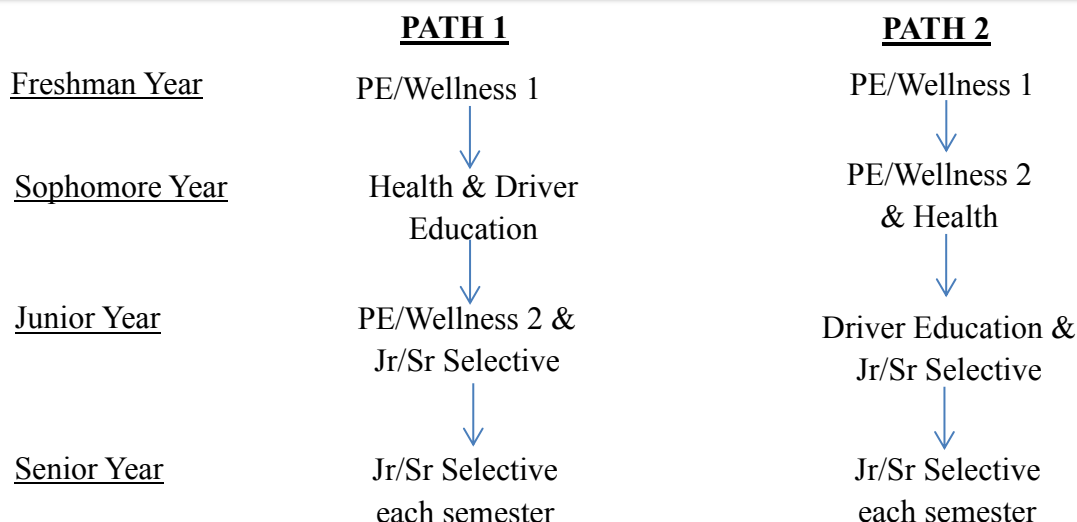 PATH 1 PATH 2
Freshman Year PE/Wellness 1 PE/Wellness 1
Sophomore Year Health & Driver Education PE/Wellness 2 & Health
Junior Year PE/Wellness 2 & Jr/Sr Selective Driver Education & Jr/Sr Selective
Senior Year Jr/Sr Selective each semester Jr/Sr Selective each semester